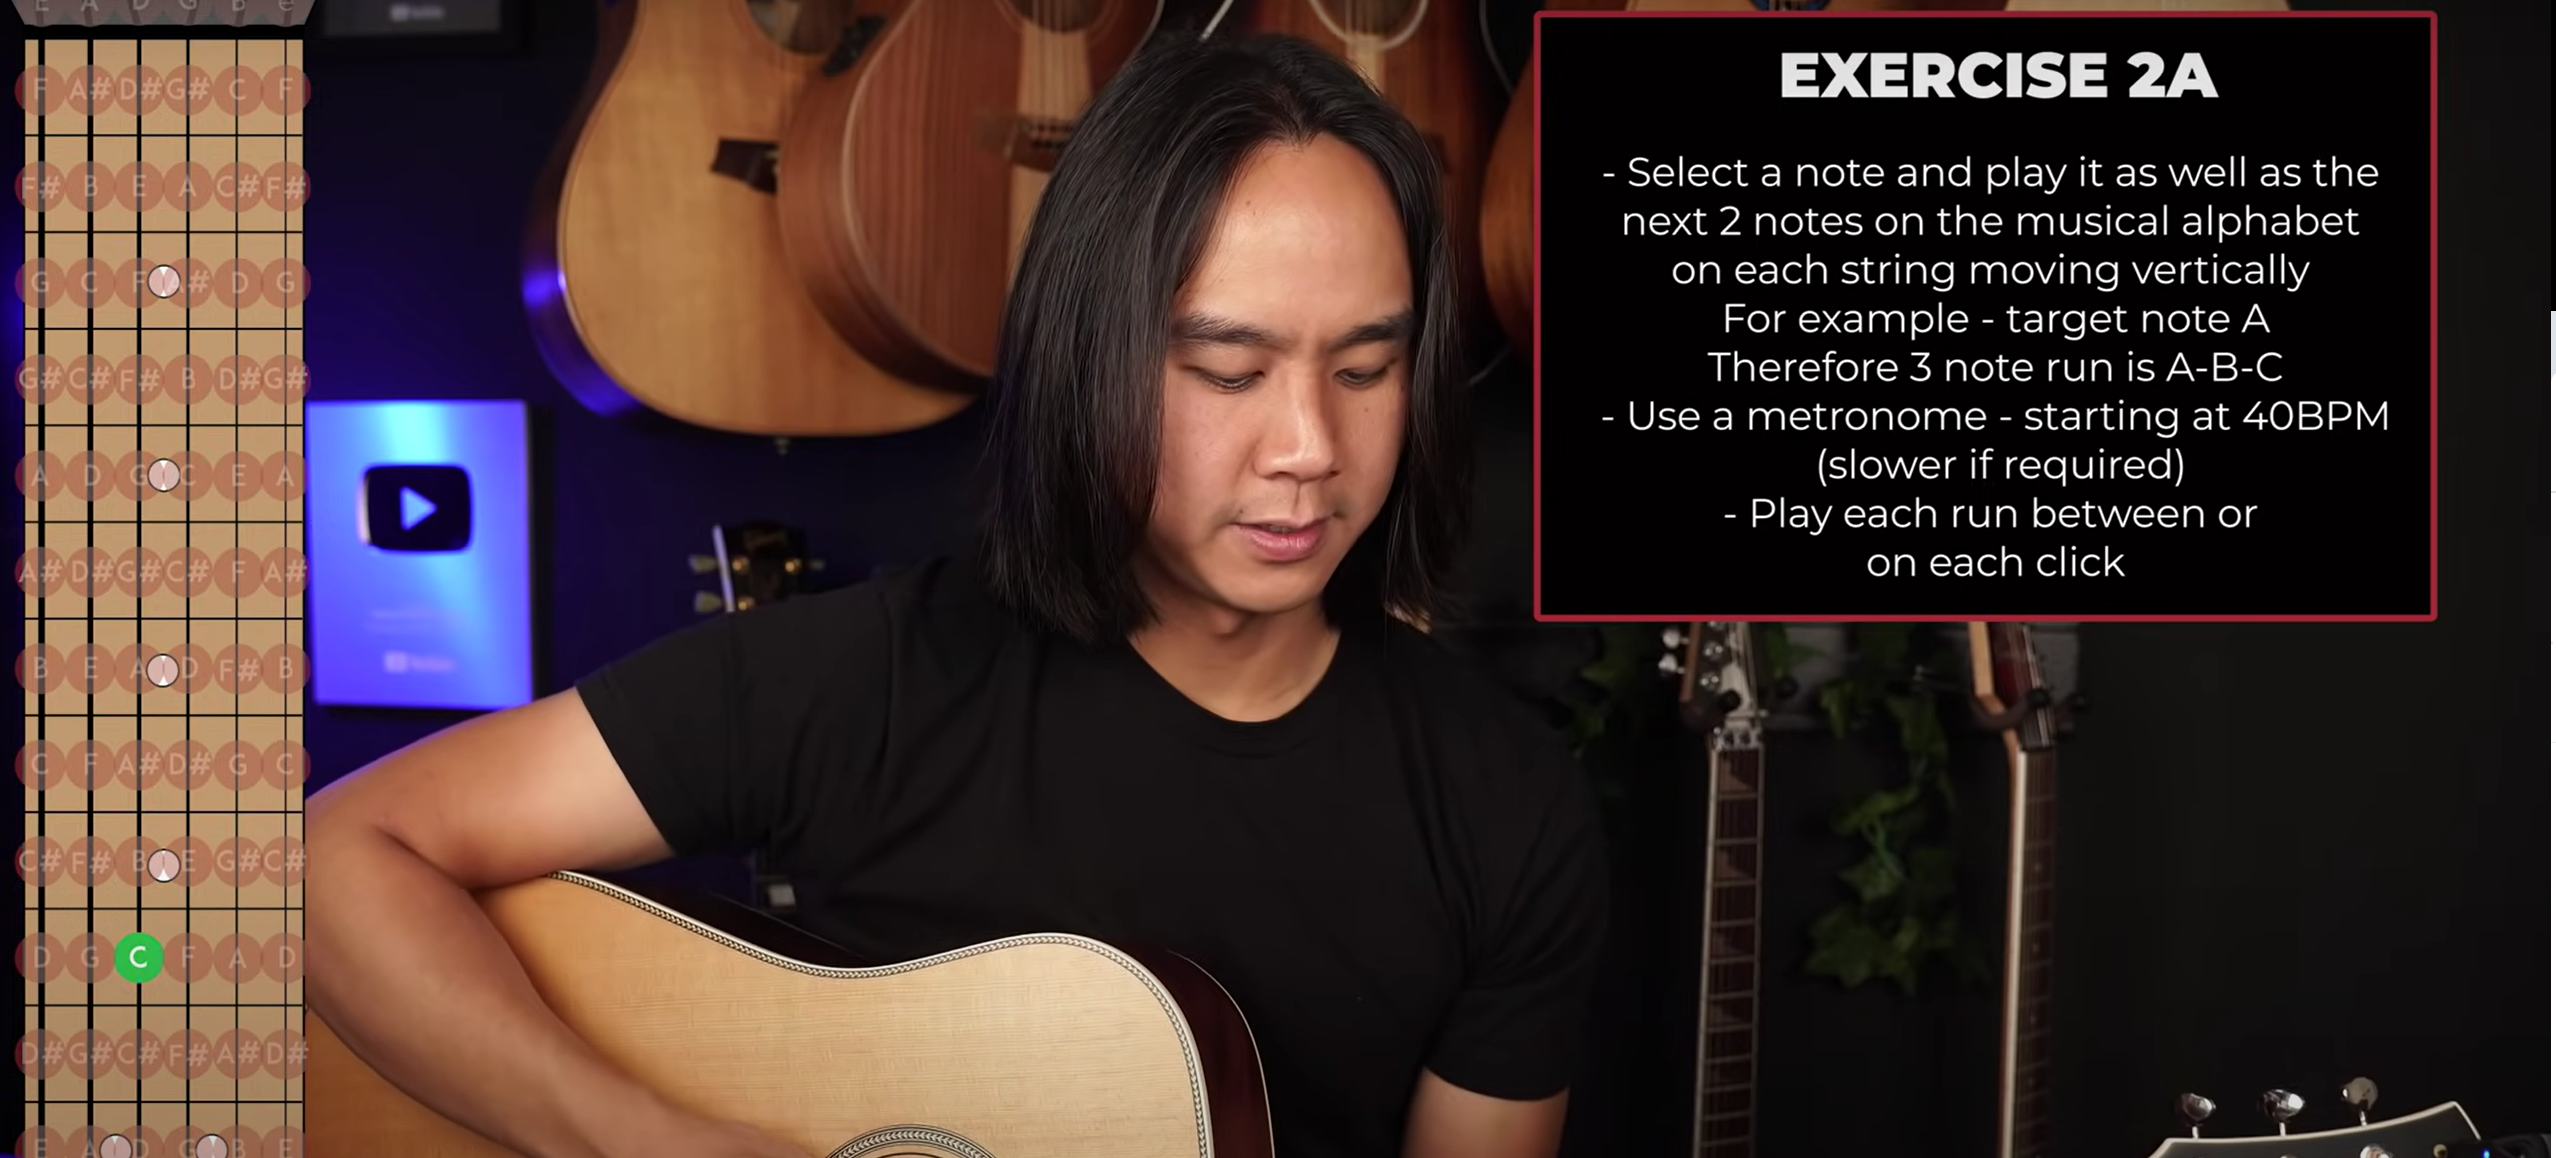 E A D G B e
F A# D# G# C F
F# B E A C# F#
G C F A# D G
G# C# F# B D# G#
A D G C E A
A# D# G# C# F A#
B E A D F# B
C F A# D# G C
C# F# B E G# C#
D G C F A D
D# G# C# F# A# D#
E A D G B E
EXERCISE 2A
- Select a note and play it as well as the
next 2 notes on the musical alphabet
on each string moving vertically
For example - target note A
Therefore 3 note run is A-B-C
- Use a metronome - starting at 40BPM
(slower if required)
- Play each run between or
on each click